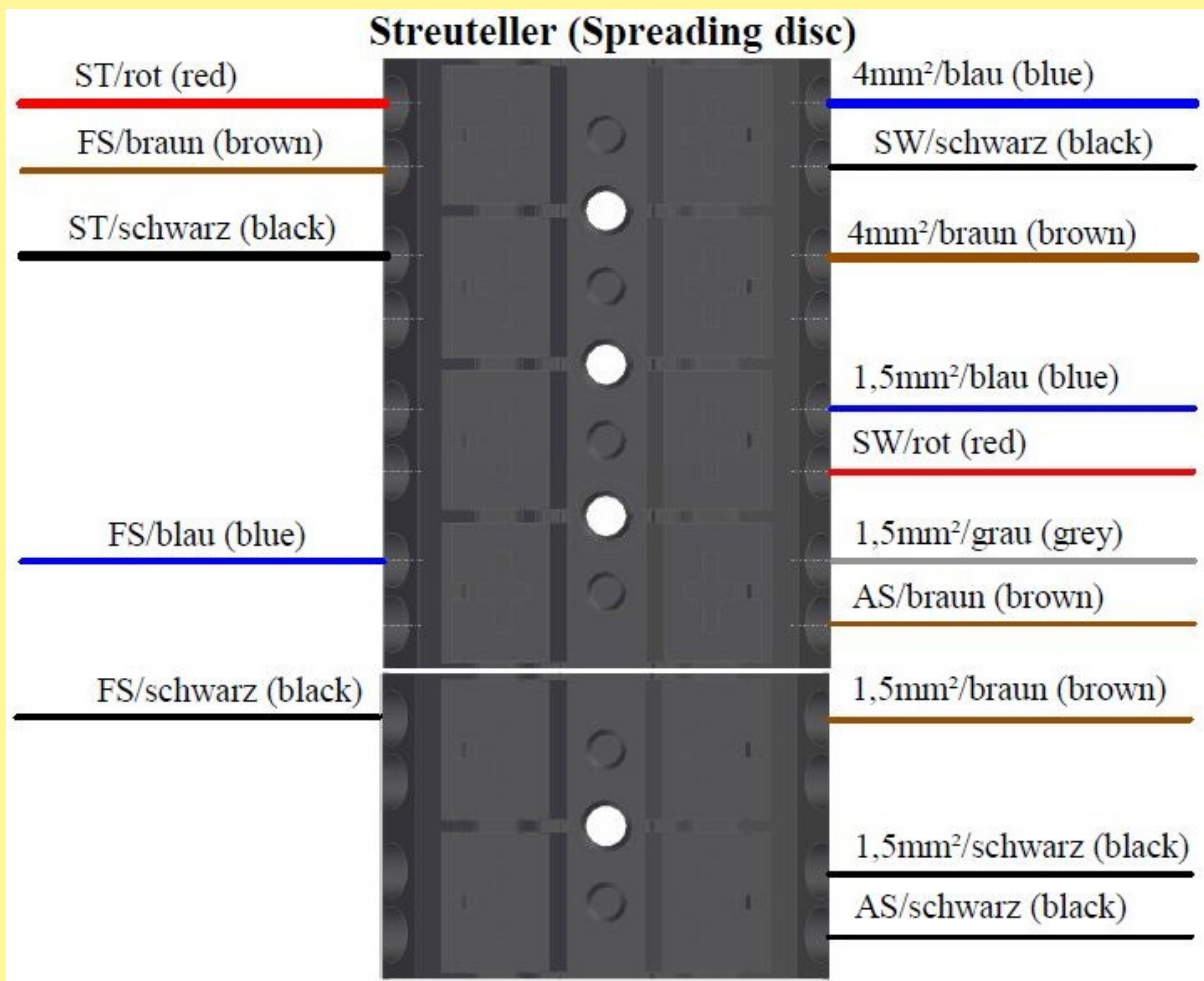 Streuteller (Spreading disc)
ST/rot (red)
FS/braun (brown)
ST/schwarz (black)
FS/blau (blue)
FS/schwarz (black)
4mm²/blau (blue)
SW/schwarz (black)
4mm²/braun (brown)
1,5mm²/blau (blue)
SW/rot (red)
1,5mm²/grau (grey)
AS/braun (brown)
1,5mm²/braun (brown)
1,5mm²/schwarz (black)
AS/schwarz (black)